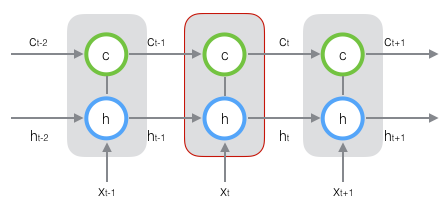 Ct-2 Ct-1 Ct Ct+1
c c c
h h h
ht-2 ht-1 ht ht+1
Xt-1 Xt Xt+1